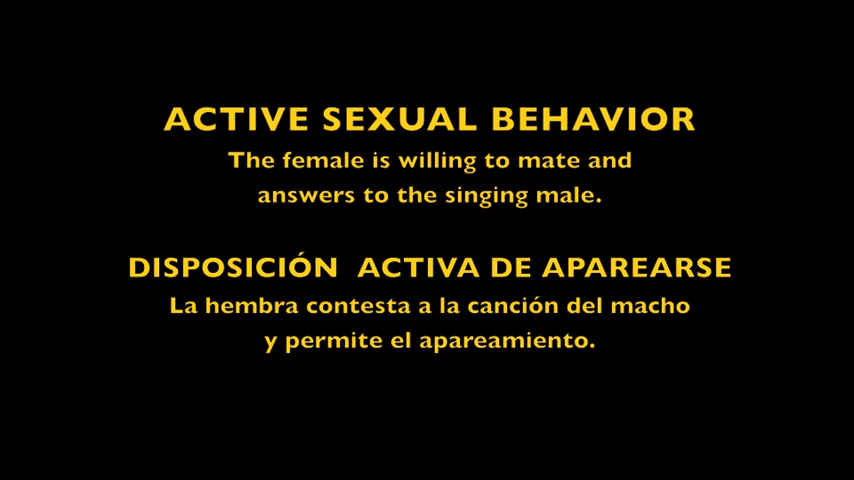 ACTIVE SEXUAL BEHAVIOR
The female is willing to mate and
answers to the singing male.
DISPOSICIÓN ACTIVA DE APAREARSE
La hembra contesta a la canción del macho
y permite el apareamiento.